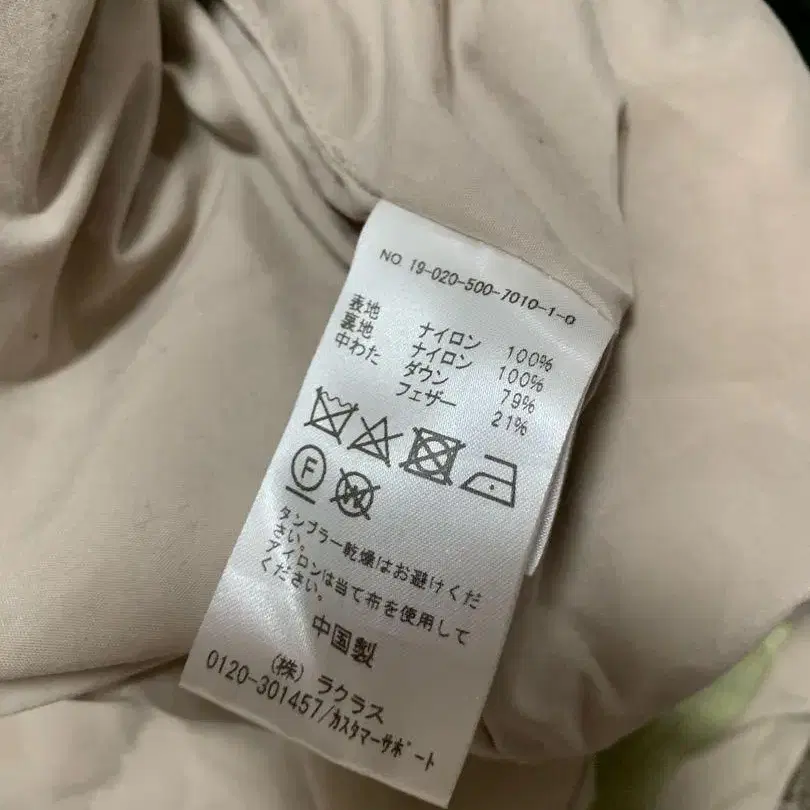 NO. 19-020-500-7010-1-0
表地 ナイロン 100%
裏地 ナイロン 100%
中わた ダウン 79%
フェザー 21%
F
W
タンブラー乾燥はお避けくだ
さい。
アイロンは当て布を使用して
ください。
中国製
(株) ラクラス
0120-301457/カスタマーサポート